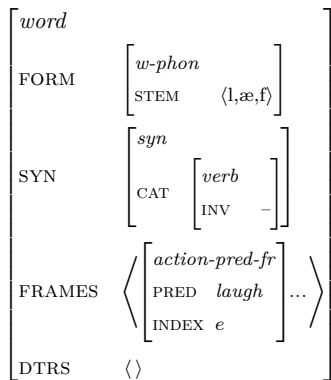 word
FORM w-phon
STEM ⟨l,æ,f⟩
SYN syn
CAT verb
INV –
FRAMES ⟨ action-pred-fr
PRED laugh ... ⟩
INDEX e
DTRS ⟨ ⟩